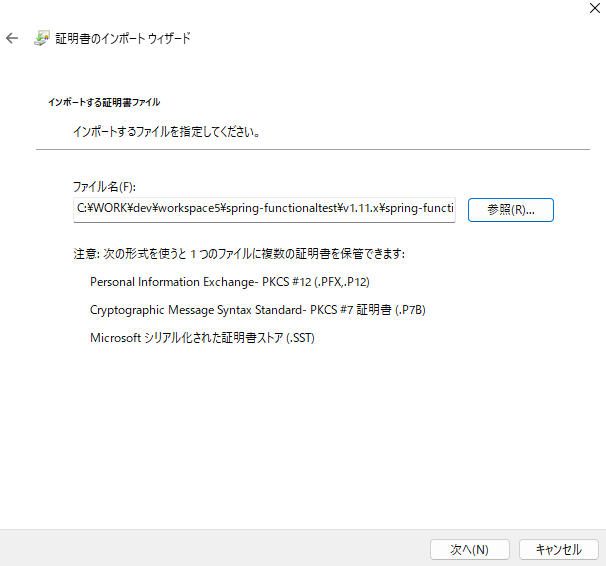 証明書のインポート ウィザード
インポートする証明書ファイル
インポートするファイルを指定してください。
ファイル名(F):
C:¥WORK¥dev¥workspace5¥spring-functionaltest¥v1.11.x¥spring-functi
参照(R)...
注意: 次の形式を使うと 1 つのファイルに複数の証明書を保管できます:
Personal Information Exchange- PKCS #12 (.PFX,.P12)
Cryptographic Message Syntax Standard- PKCS #7 証明書 (.P7B)
Microsoft シリアル化された証明書ストア (.SST)
次へ(N)
キャンセル